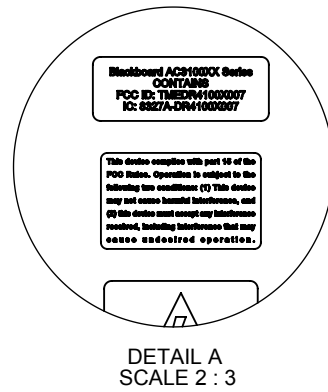 Blackboard AC3100XX Series
CONTAINS
FCC ID: TMEDR4100X007
IC: 8327A-DR4100X007
This device complies with part 15 of the
FCC Rules. Operation is subject to the
following two conditions: (1) This device
may not cause harmful interference, and
(2) this device must accept any interference
received, including interference that may
cause undesired operation.
DETAIL A
SCALE 2 : 3